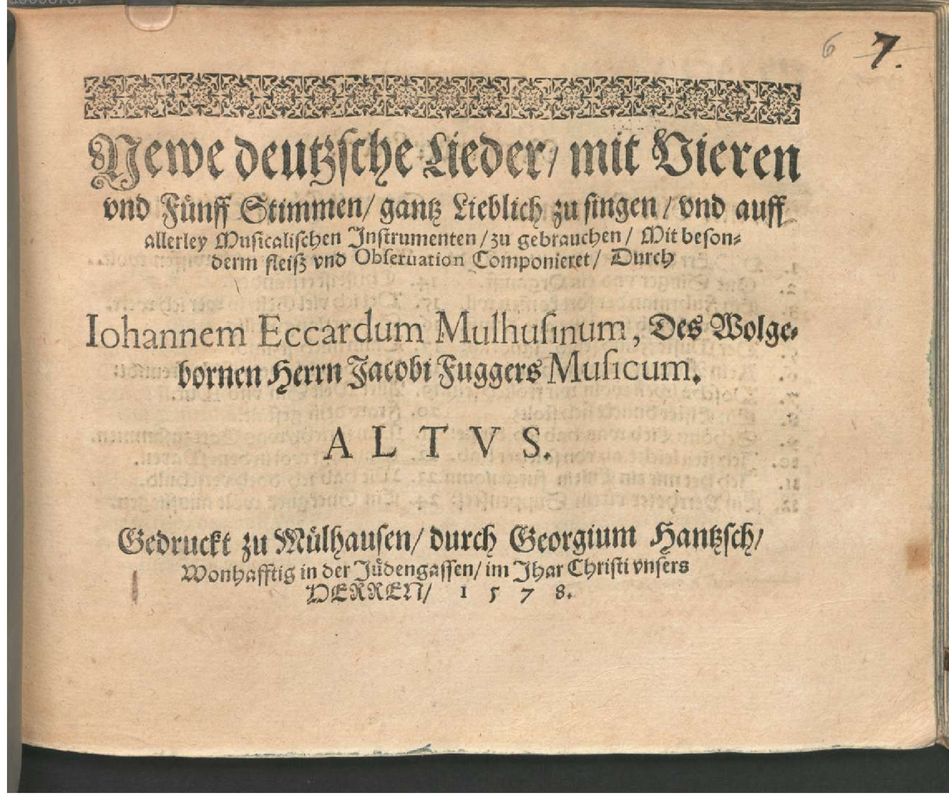 6 7.
Newe deutzsche Lieder/ mit Vieren
vnd Fünff Stimmen/ gantz Lieblich zu singen/ vnd auff
allerley Musicalischen Instrumenten/ zu gebrauchen/ Mit beson-
derm fleisz vnd Obseruation Componieret/ Durch
Iohannem Eccardum Mulhusinum, Des Wolge-
bornen Herrn Jacobi Fuggers Musicum.
ALTVS.
Gedruckt zu Mülhausen/ durch Georgium Hantzsch/
Wonhafftig in der Jüdengassen/ im Jhar Christi vnsers
HERREN/ 1578.